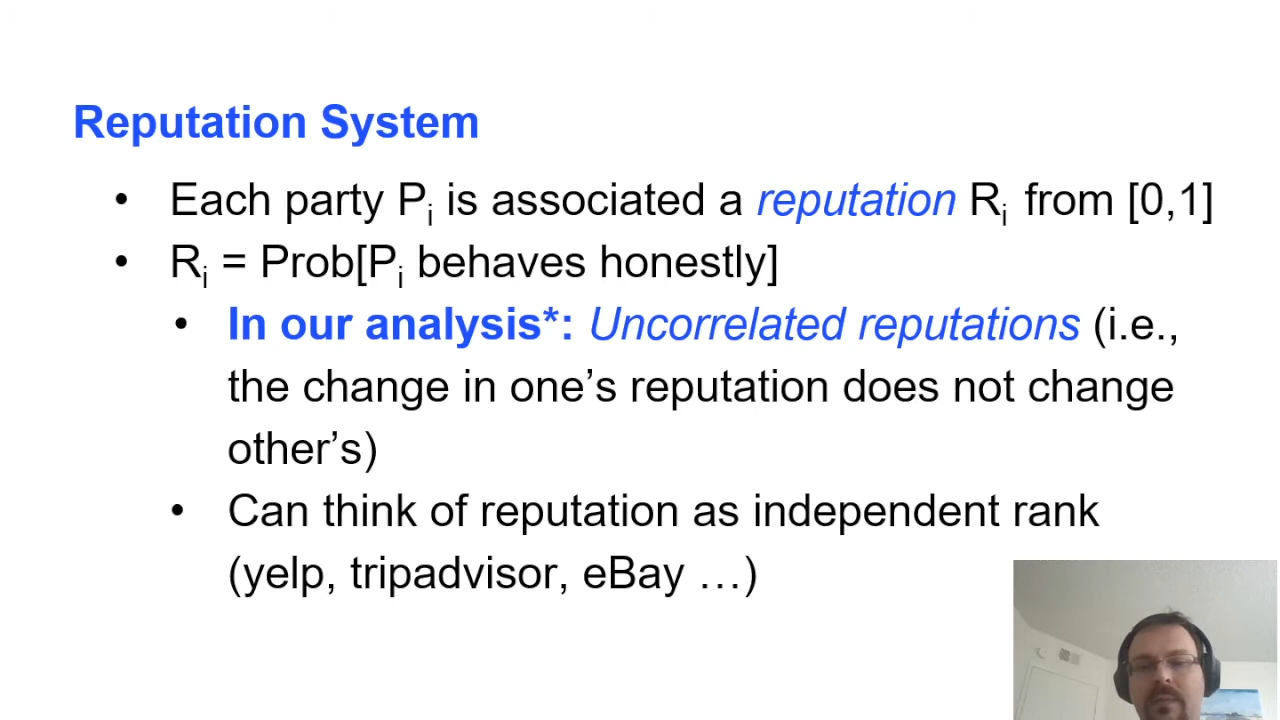 Reputation System
• Each party Pi is associated a reputation Ri from [0,1]
• Ri = Prob[Pi behaves honestly]
• In our analysis*: Uncorrelated reputations (i.e.,
the change in one’s reputation does not change
other’s)
• Can think of reputation as independent rank
(yelp, tripadvisor, eBay …)